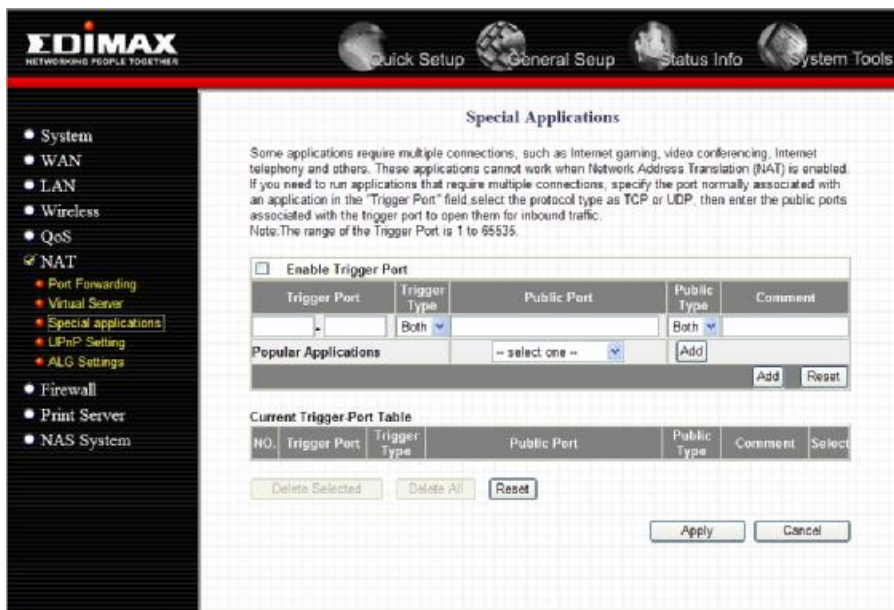 EDIMAX
NETWORKING PEOPLE TOGETHER
Quick Setup
General Seup
Status Info
System Tools
System
WAN
LAN
Wireless
QoS
NAT
Port Forwarding
Virtual Server
Special applications
UPnP Setting
ALG Settings
Firewall
Print Server
NAS System
Special Applications
Some applications require multiple connections, such as Internet gaming, video conferencing, Internet
telephony and others. These applications cannot work when Network Address Translation (NAT) is enabled.
If you need to run applications that require multiple connections, specify the port normally associated with
an application in the "Trigger Port" field,select the protocol type as TCP or UDP, then enter the public ports
associated with the trigger port to open them for inbound traffic.
Note:The range of the Trigger Port is 1 to 65535.
Enable Trigger Port
Trigger Port Trigger Type Public Port Public Type Comment
- Both Both
Popular Applications -- select one -- Add
Add Reset
Current Trigger-Port Table
NO. Trigger Port Trigger Type Public Port Public Type Comment Select
Delete Selected Delete All Reset
Apply Cancel